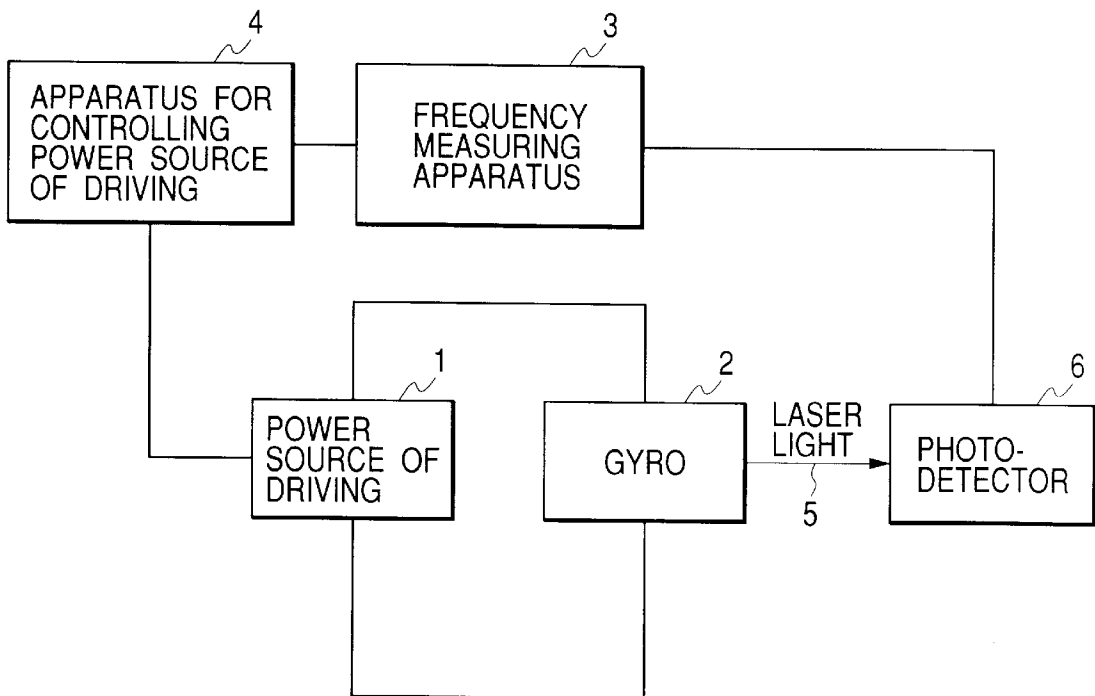 4
APPARATUS FOR
CONTROLLING
POWER SOURCE
OF DRIVING
3
FREQUENCY
MEASURING
APPARATUS
1
POWER
SOURCE OF
DRIVING
2
GYRO
LASER
LIGHT
5
6
PHOTO-
DETECTOR